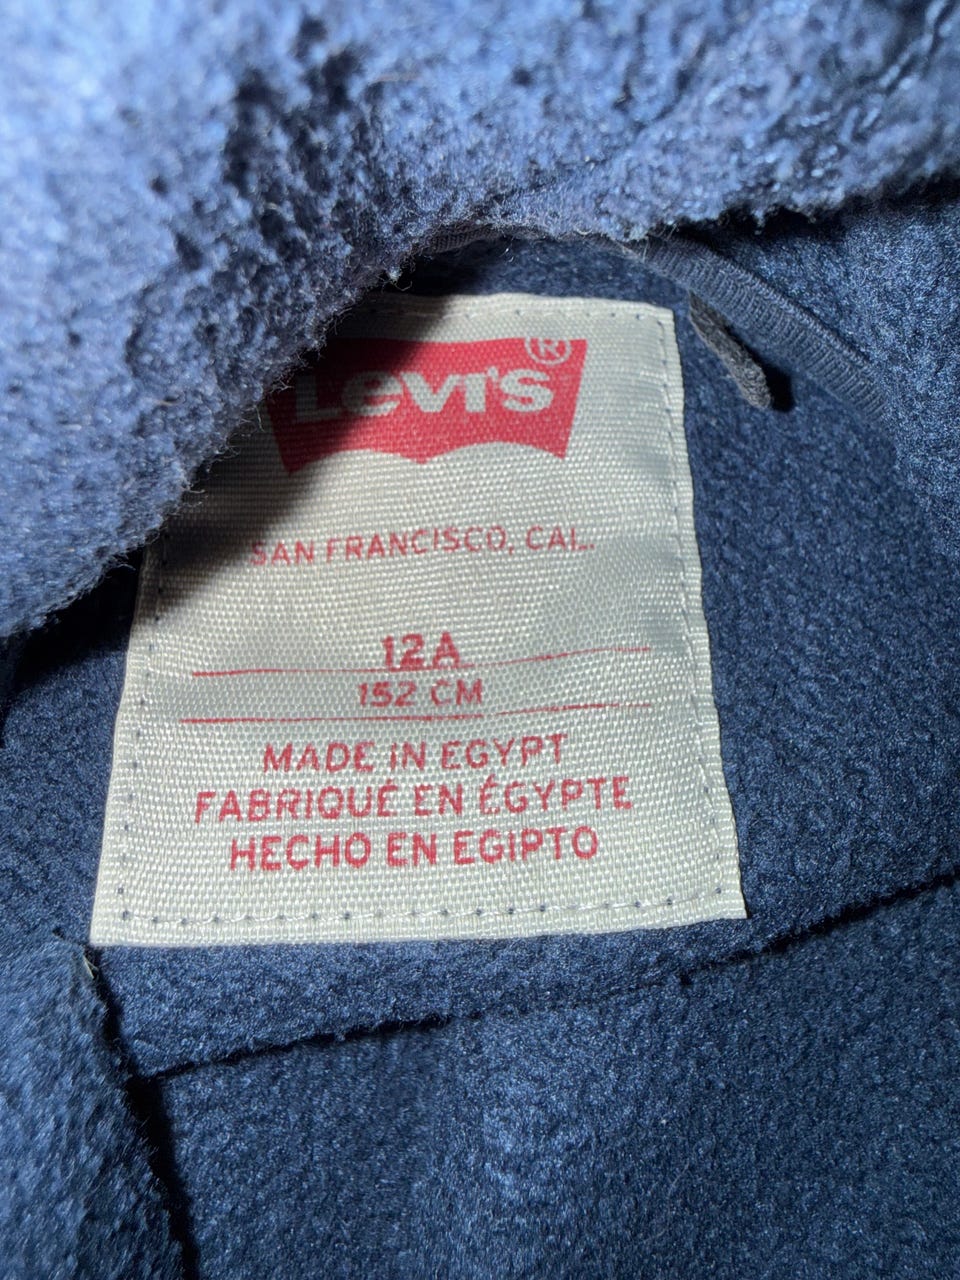 Levi's®
SAN FRANCISCO, CAL.
12A
152 CM
MADE IN EGYPT
FABRIQUÉ EN ÉGYPTE
HECHO EN EGIPTO